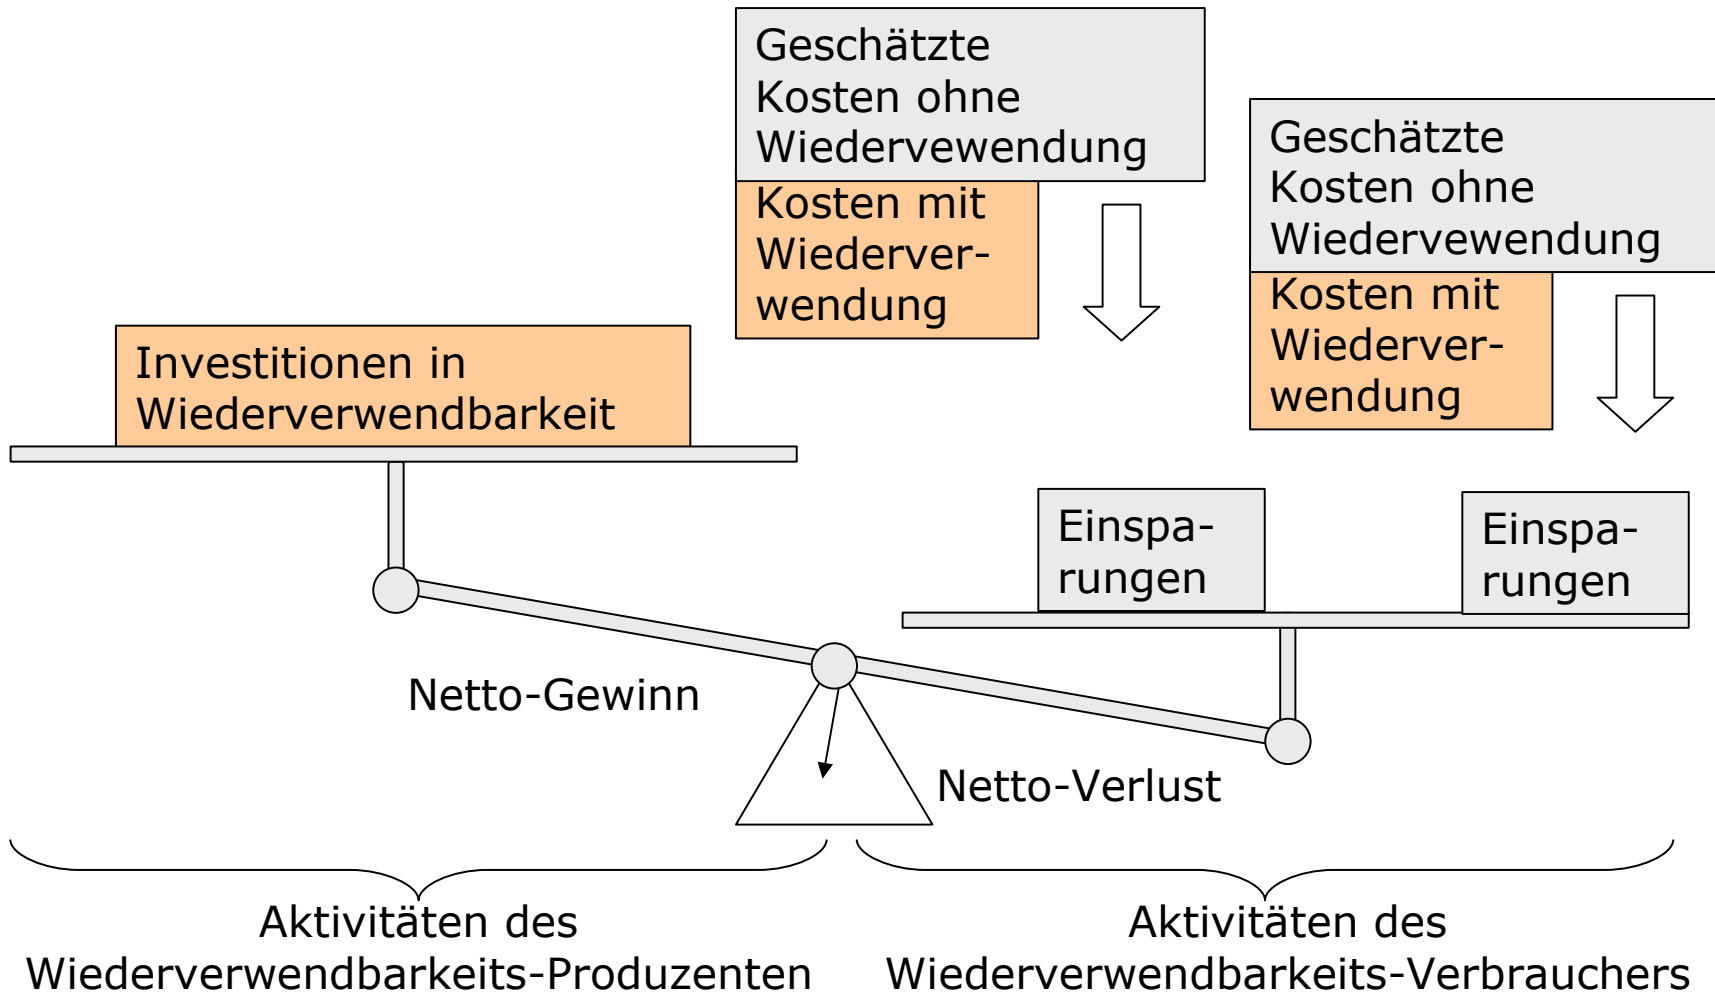 Geschätzte
Kosten ohne
Wiedervewendung
Kosten mit
Wiederver-
wendung
Geschätzte
Kosten ohne
Wiedervewendung
Kosten mit
Wiederver-
wendung
Investitionen in
Wiederverwendbarkeit
Einspa-
rungen
Einspa-
rungen
Netto-Gewinn
Netto-Verlust
Aktivitäten des
Wiederverwendbarkeits-Produzenten
Aktivitäten des
Wiederverwendbarkeits-Verbrauchers